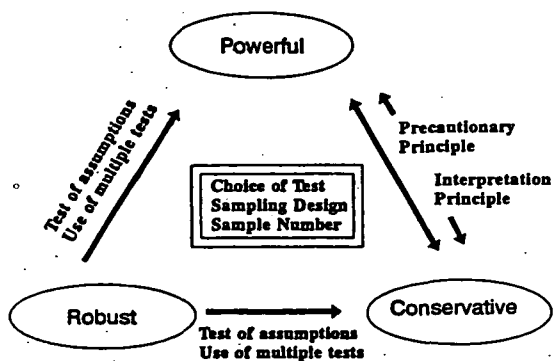 Powerful
Test of assumptions
Use of multiple tests
Precautionary
Principle
Interpretation
Principle
Choice of Test
Sampling Design
Sample Number
Robust
Conservative
Test of assumptions
Use of multiple tests